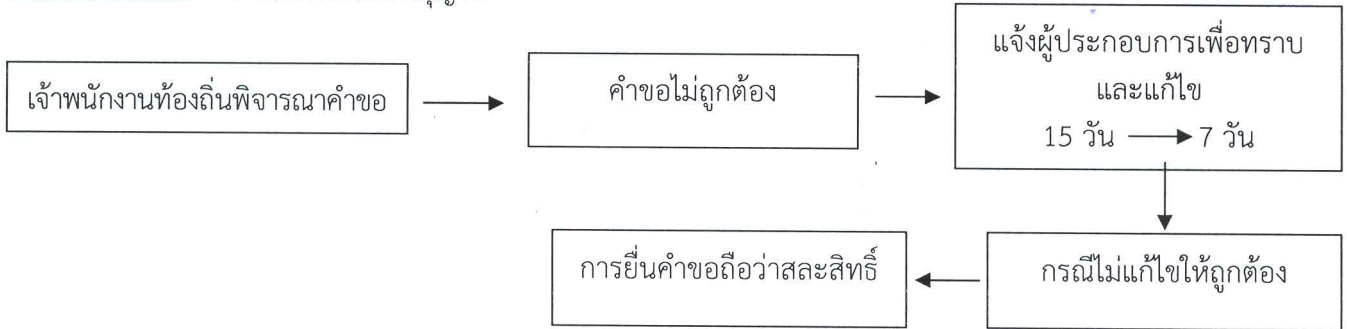 เจ้าพนักงานท้องถิ่นพิจารณาคำขอ
คำขอไม่ถูกต้อง
แจ้งผู้ประกอบการเพื่อทราบ
และแก้ไข
15 วัน → 7 วัน
กรณีไม่แก้ไขให้ถูกต้อง
การยื่นคำขอถือว่าสละสิทธิ์